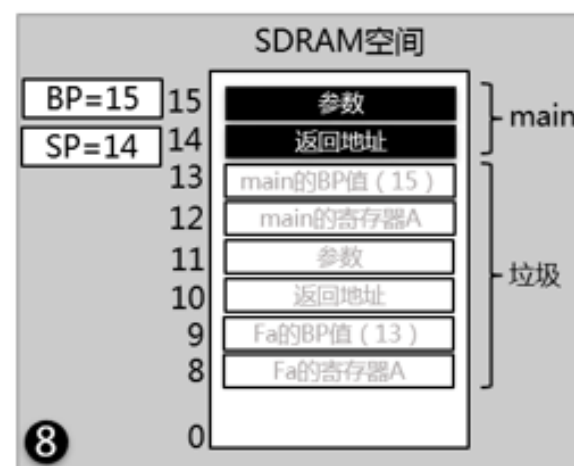 SDRAM空间
BP=15 15 参数 main
SP=14 14 返回地址
13 main的BP值（15）
12 main的寄存器A
11 参数 垃圾
10 返回地址
9 Fa的BP值（13）
8 Fa的寄存器A
8 0